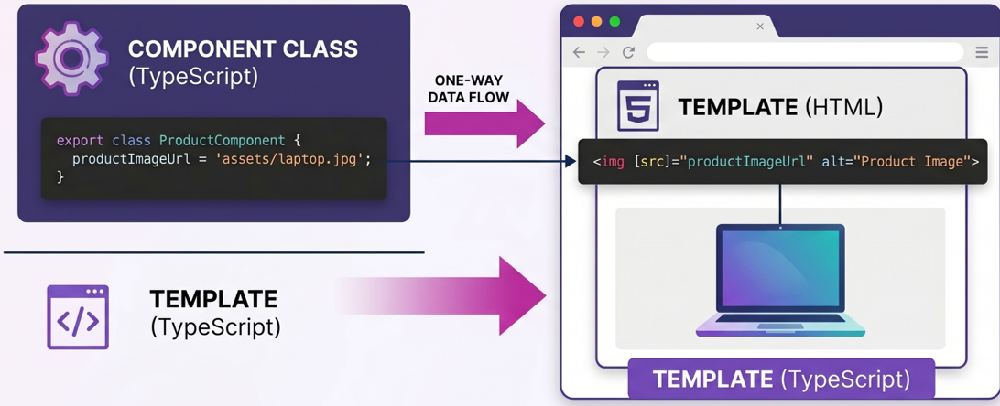 COMPONENT CLASS
(TypeScript)
export class ProductComponent {
  productImageUrl = 'assets/laptop.jpg';
}
ONE-WAY
DATA FLOW
TEMPLATE (HTML)
<img [src]="productImageUrl" alt="Product Image">
TEMPLATE
(TypeScript)
TEMPLATE (TypeScript)